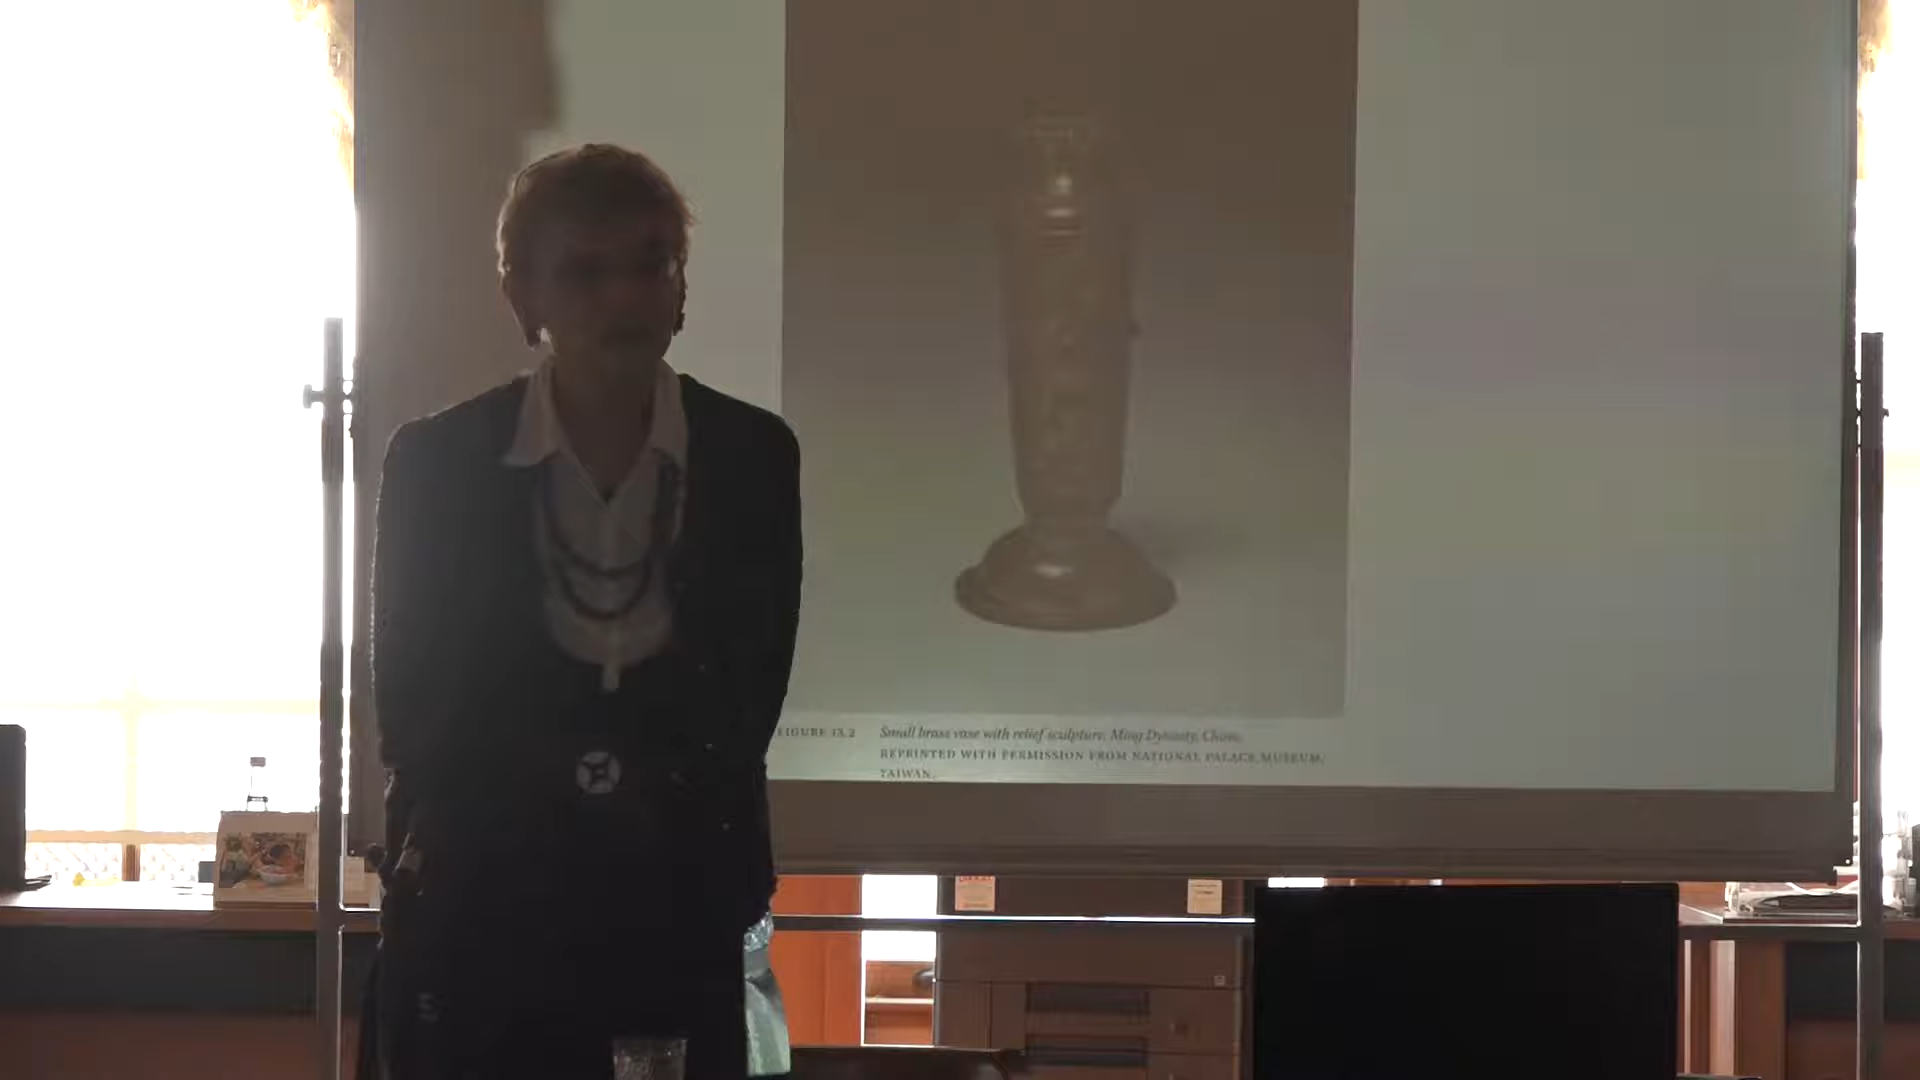 FIGURE 13.2
Small brass vase with relief sculpture, Ming Dynasty, China.
REPRINTED WITH PERMISSION FROM NATIONAL PALACE MUSEUM,
TAIWAN.